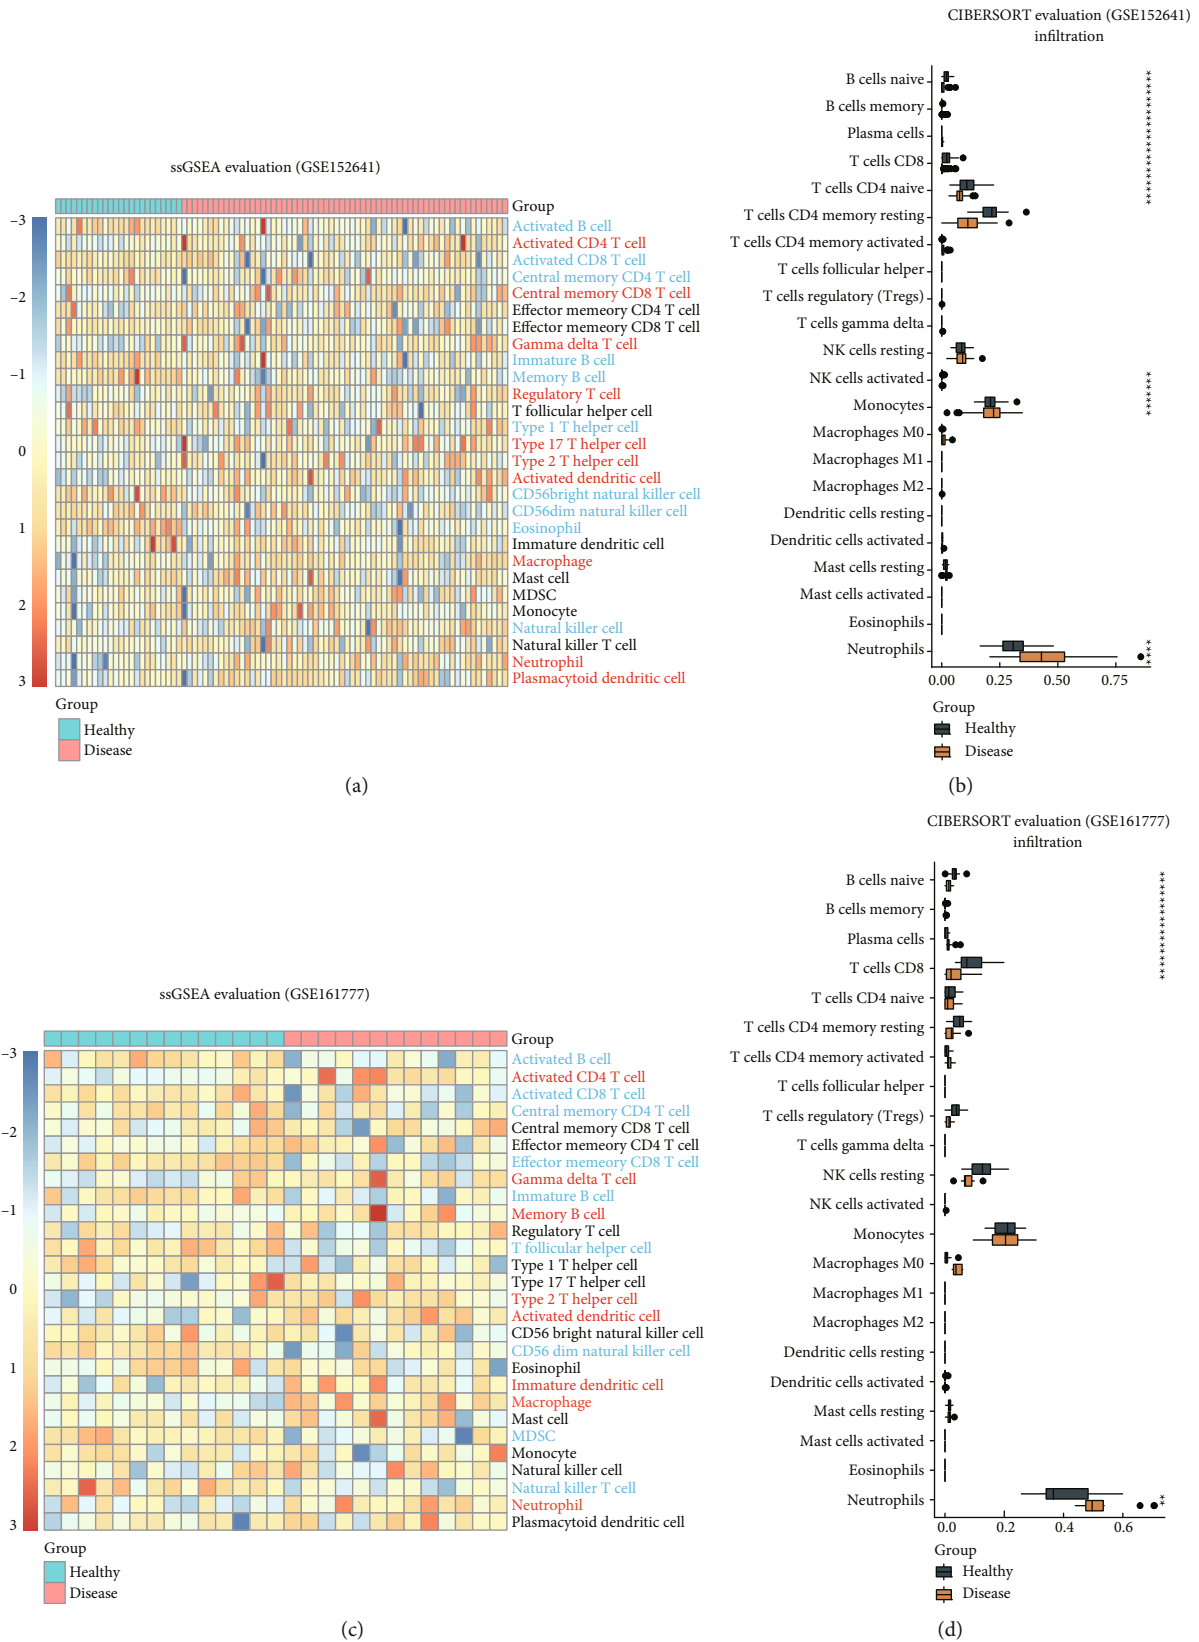 ssGSEA evaluation (GSE152641)
−3
−2
−1
0
1
2
3
Group
Activated B cell
Activated CD4 T cell
Activated CD8 T cell
Central memory CD4 T cell
Central memory CD8 T cell
Effector memeory CD4 T cell
Effector memeory CD8 T cell
Gamma delta T cell
Immature B cell
Memory B cell
Regulatory T cell
T follicular helper cell
Type 1 T helper cell
Type 17 T helper cell
Type 2 T helper cell
Activated dendritic cell
CD56bright natural killer cell
CD56dim natural killer cell
Eosinophil
Immature dendritic cell
Macrophage
Mast cell
MDSC
Monocyte
Natural killer cell
Natural killer T cell
Neutrophil
Plasmacytoid dendritic cell
Group
Healthy
Disease
(a)
CIBERSORT evaluation (GSE152641)
infiltration
B cells naive
B cells memory
Plasma cells
T cells CD8
T cells CD4 naive
T cells CD4 memory resting
T cells CD4 memory activated
T cells follicular helper
T cells regulatory (Tregs)
T cells gamma delta
NK cells resting
NK cells activated
Monocytes
Macrophages M0
Macrophages M1
Macrophages M2
Dendritic cells resting
Dendritic cells activated
Mast cells resting
Mast cells activated
Eosinophils
Neutrophils
0.00 0.25 0.50 0.75
Group
Healthy
Disease
(b)
ssGSEA evaluation (GSE161777)
−3
−2
−1
0
1
2
3
Group
Activated B cell
Activated CD4 T cell
Activated CD8 T cell
Central memory CD4 T cell
Central memory CD8 T cell
Effector memeory CD4 T cell
Effector memeory CD8 T cell
Gamma delta T cell
Immature B cell
Memory B cell
Regulatory T cell
T follicular helper cell
Type 1 T helper cell
Type 17 T helper cell
Type 2 T helper cell
Activated dendritic cell
CD56 bright natural killer cell
CD56 dim natural killer cell
Eosinophil
Immature dendritic cell
Macrophage
Mast cell
MDSC
Monocyte
Natural killer cell
Natural killer T cell
Neutrophil
Plasmacytoid dendritic cell
Group
Healthy
Disease
(c)
CIBERSORT evaluation (GSE161777)
infiltration
B cells naive
B cells memory
Plasma cells
T cells CD8
T cells CD4 naive
T cells CD4 memory resting
T cells CD4 memory activated
T cells follicular helper
T cells regulatory (Tregs)
T cells gamma delta
NK cells resting
NK cells activated
Monocytes
Macrophages M0
Macrophages M1
Macrophages M2
Dendritic cells resting
Dendritic cells activated
Mast cells resting
Mast cells activated
Eosinophils
Neutrophils
0.0 0.2 0.4 0.6
Group
Healthy
Disease
(d)